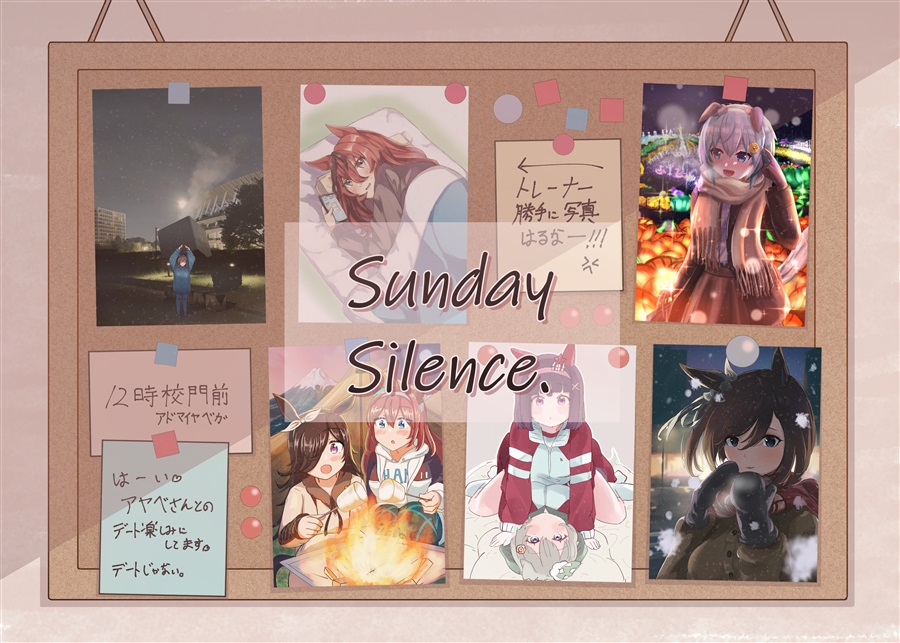 トレーナー
勝手に写真
はるなー!!!
Sunday
Silence.
12時校門前
アドマイヤベガ
はーい♡
アヤベさんとの
デート楽しみに
してます。
デートじゃない。